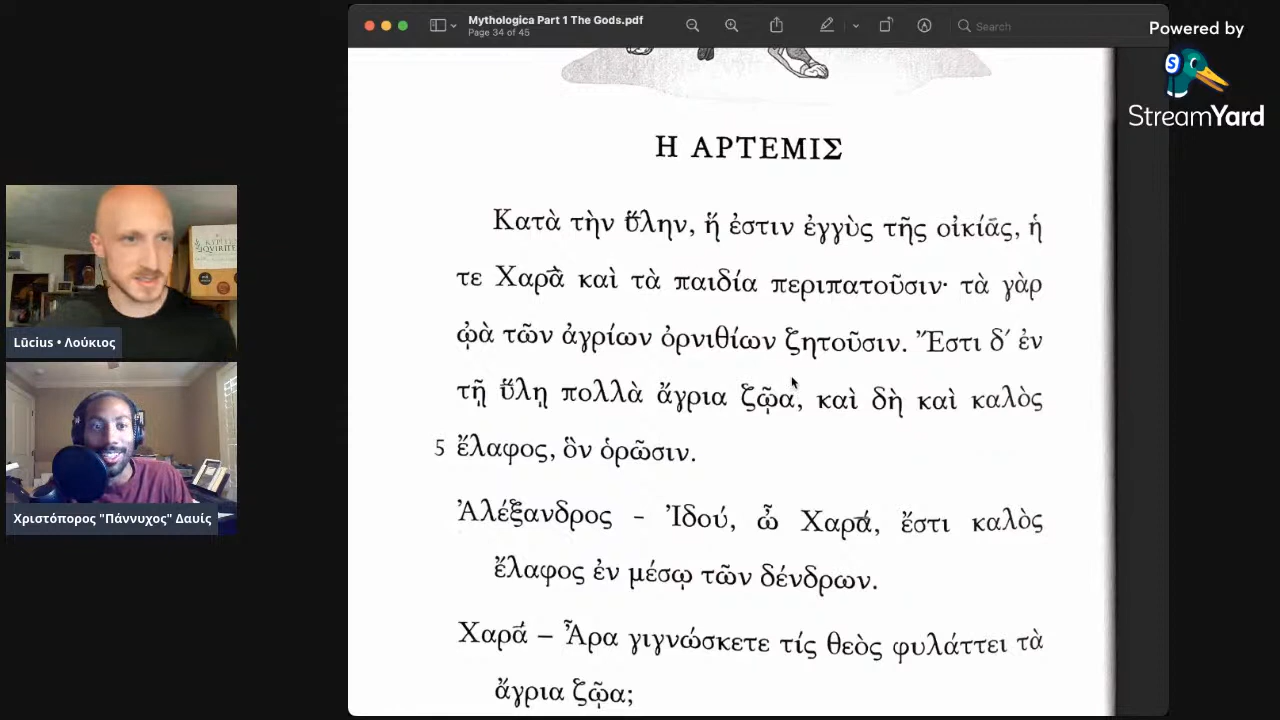 Mythologica Part 1 The Gods.pdf
Page 34 of 45
Search
Powered by
S
StreamYard
Η ΑΡΤΕΜΙΣ
Κατὰ τὴν ὕ̄λην, ἥ ἐστιν ἐγγὺς τῆς οἰκίᾱς, ἥ
τε Χαρᾱ̀ καὶ τὰ παιδία περιπατοῦσιν· τὰ γὰρ
ᾠὰ τῶν ἀγρίων ὀρνιθίων ζητοῦσιν. Ἔστι δ’ ἐν
τῇ ὕ̄λῃ πολλὰ ἄγρια ζῷα, καὶ δὴ καὶ καλὸς
5 ἔλαφος, ὃν ὁρῶσιν.
Ἀλέξανδρος – Ἰδού, ὦ Χαρᾱ́, ἔστι καλὸς
ἔλαφος ἐν μέσῳ τῶν δένδρων.
Χαρᾱ́ – Ἆρα γιγνώσκετε τίς θεὸς φυλάττει τὰ
ἄγρια ζῷα;
Lūcius • Λούκιος
Χριστόπορος "Πάννυχος" Δαυίς